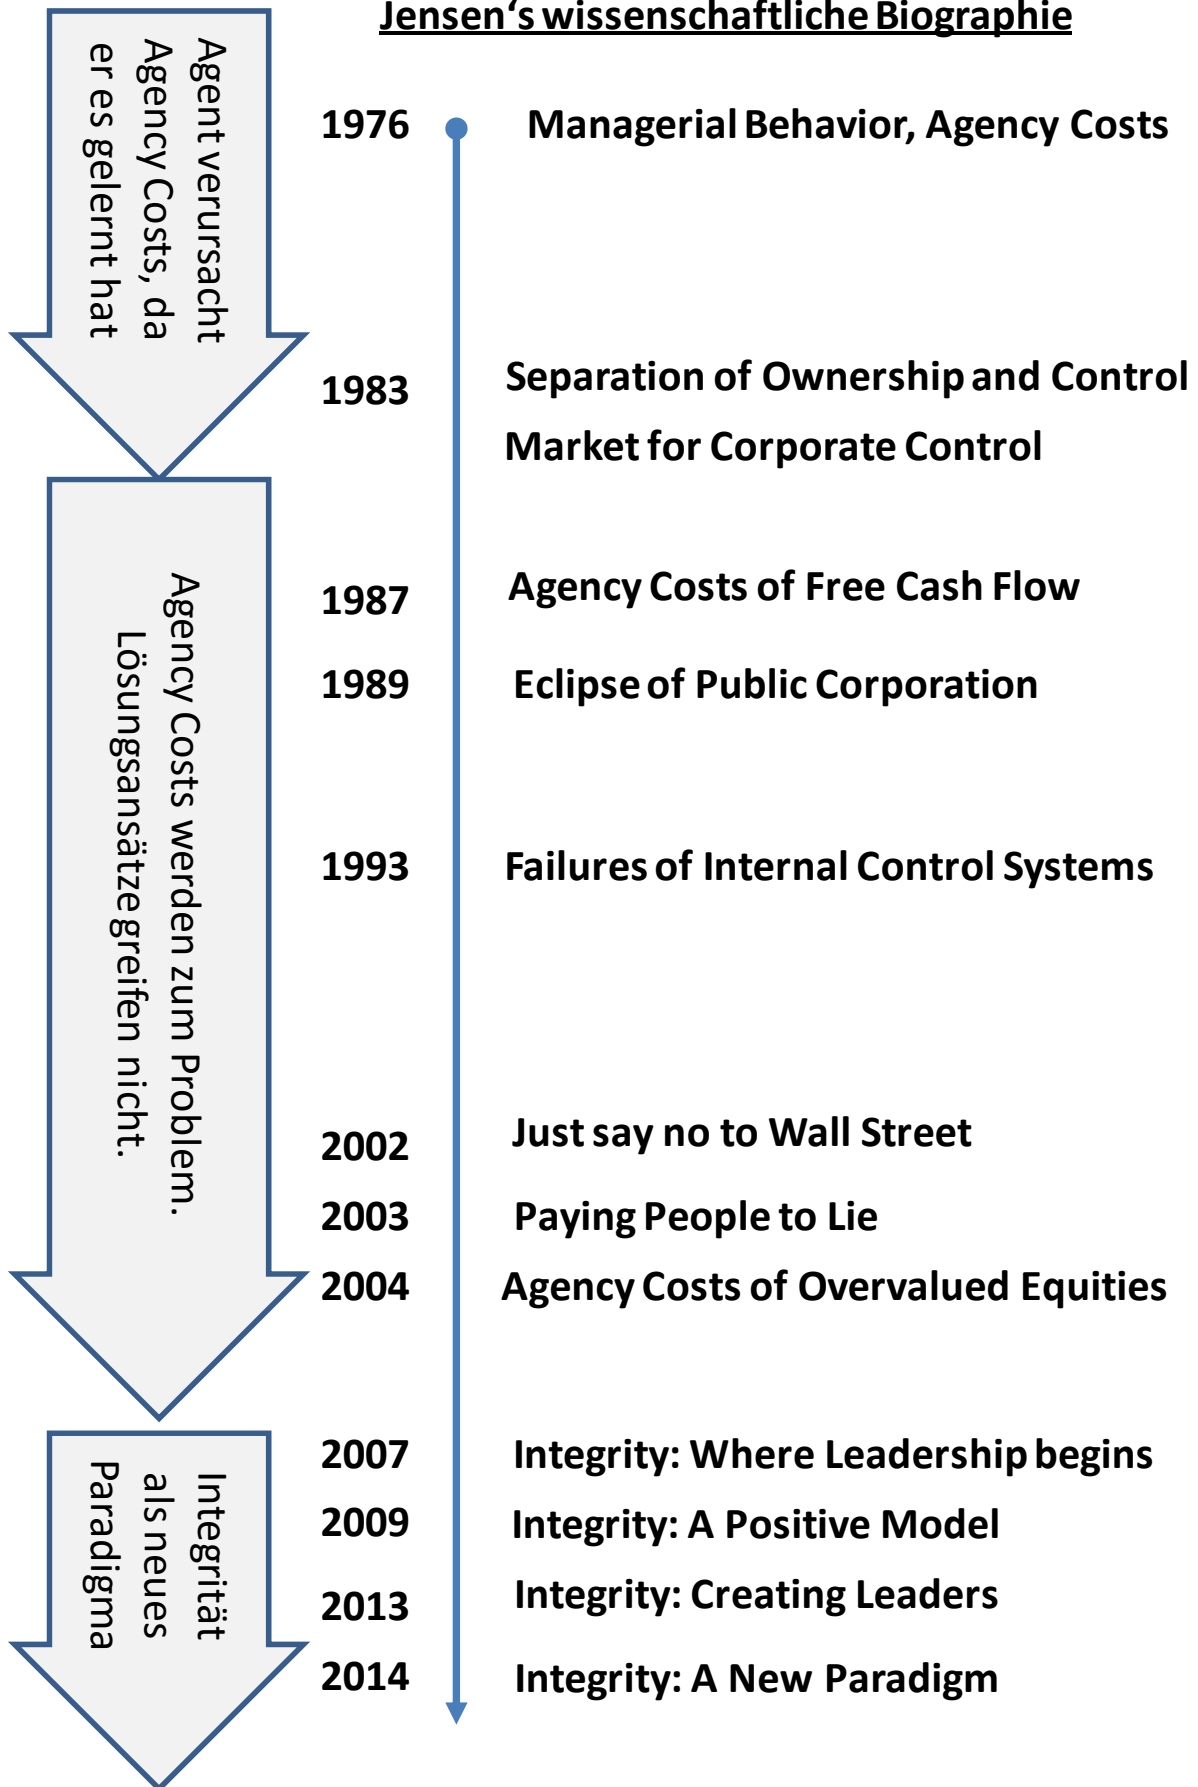 Jensen‘s wissenschaftliche Biographie
Agent verursacht
Agency Costs, da
er es gelernt hat
1976 Managerial Behavior, Agency Costs
1983 Separation of Ownership and Control
Market for Corporate Control
Agency Costs werden zum Problem.
Lösungsansätze greifen nicht.
1987 Agency Costs of Free Cash Flow
1989 Eclipse of Public Corporation
1993 Failures of Internal Control Systems
2002 Just say no to Wall Street
2003 Paying People to Lie
2004 Agency Costs of Overvalued Equities
Integrität
als neues
Paradigma
2007 Integrity: Where Leadership begins
2009 Integrity: A Positive Model
2013 Integrity: Creating Leaders
2014 Integrity: A New Paradigm